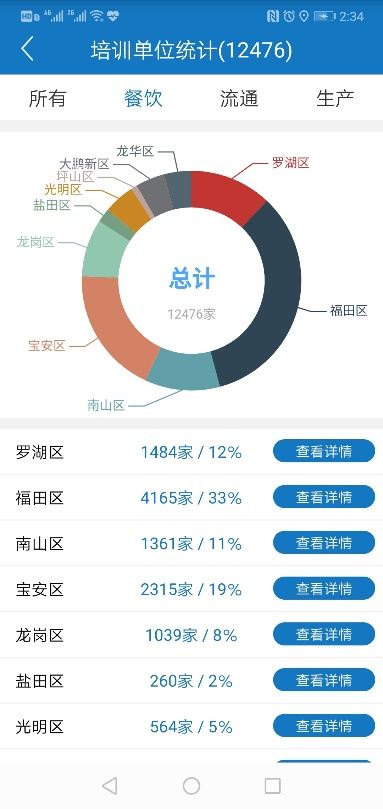 2:34
培训单位统计(12476)
所有 餐饮 流通 生产
龙华区
大鹏新区
坪山区
光明区
盐田区
龙岗区
宝安区
南山区
罗湖区
福田区
总计
12476家
罗湖区 1484家 / 12% 查看详情
福田区 4165家 / 33% 查看详情
南山区 1361家 / 11% 查看详情
宝安区 2315家 / 19% 查看详情
龙岗区 1039家 / 8% 查看详情
盐田区 260家 / 2% 查看详情
光明区 564家 / 5% 查看详情